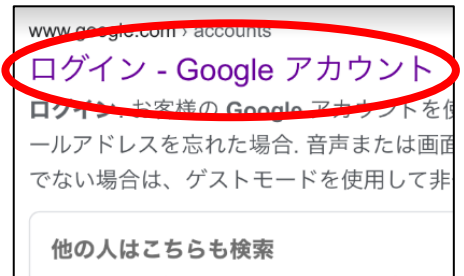 www.google.com › accounts
ログイン - Google アカウント
ログイン. お客様の Google アカウントを使
ールアドレスを忘れた場合. 音声または画面
でない場合は、ゲストモードを使用して非
他の人はこちらも検索